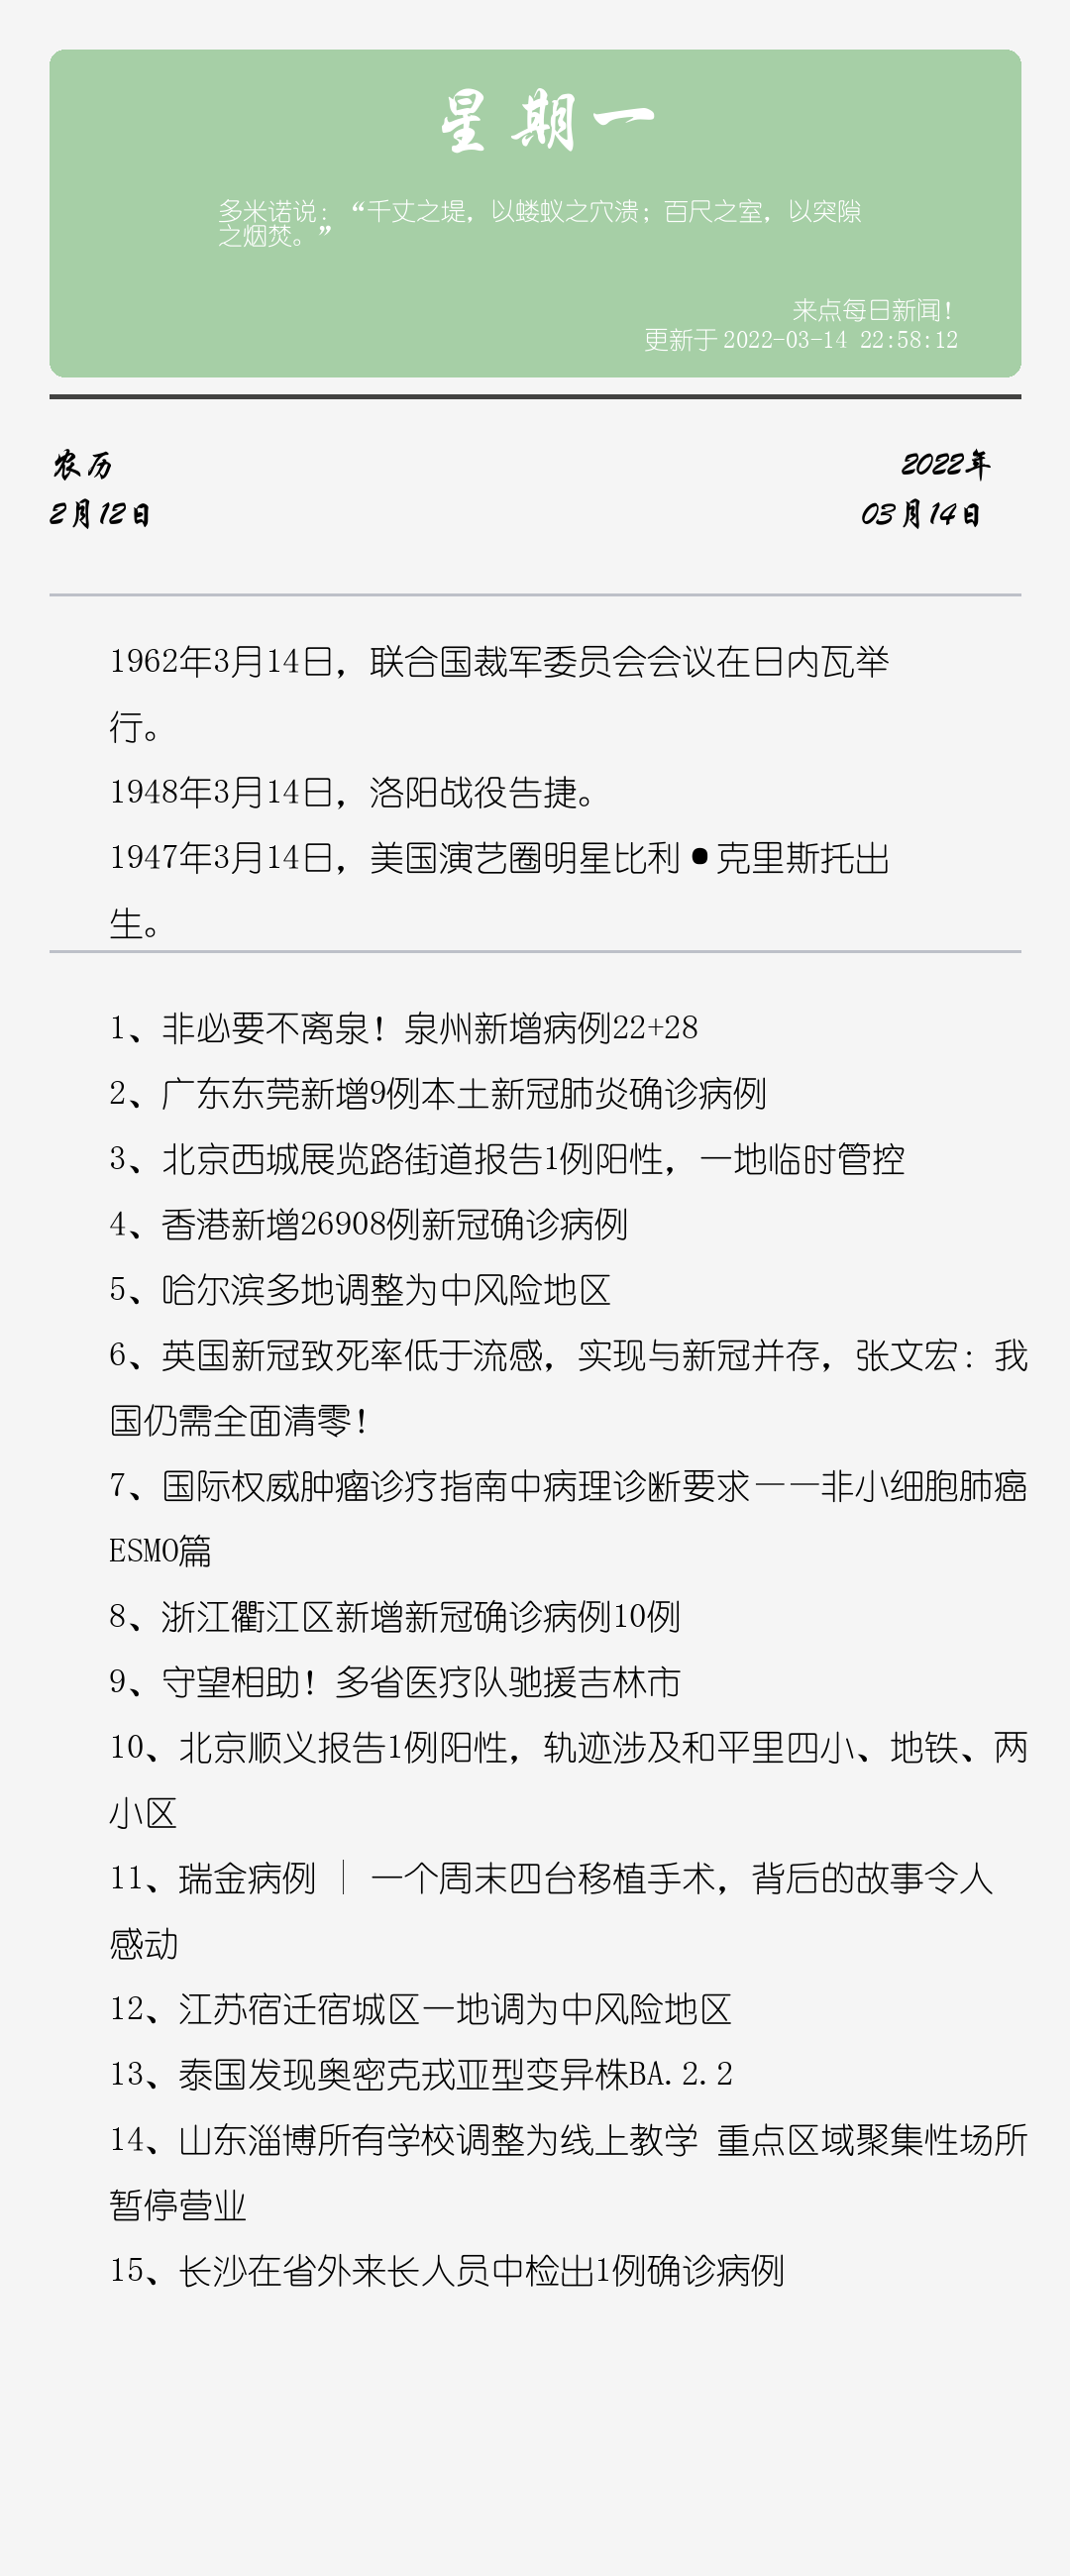 星期一
多米诺说：“千丈之堤，以蝼蚁之穴溃；百尺之室，以突隙
之烟焚。”
来点每日新闻！
更新于 2022-03-14 22:58:12
农历
2022年
2月12日
03月14日
1962年3月14日，联合国裁军委员会会议在日内瓦举
行。
1948年3月14日，洛阳战役告捷。
1947年3月14日，美国演艺圈明星比利•克里斯托出
生。
1、非必要不离泉！泉州新增病例22+28
2、广东东莞新增9例本土新冠肺炎确诊病例
3、北京西城展览路街道报告1例阳性，一地临时管控
4、香港新增26908例新冠确诊病例
5、哈尔滨多地调整为中风险地区
6、英国新冠致死率低于流感，实现与新冠并存，张文宏：我
国仍需全面清零！
7、国际权威肿瘤诊疗指南中病理诊断要求——非小细胞肺癌
ESMO篇
8、浙江衢江区新增新冠确诊病例10例
9、守望相助！多省医疗队驰援吉林市
10、北京顺义报告1例阳性，轨迹涉及和平里四小、地铁、两
小区
11、瑞金病例 | 一个周末四台移植手术，背后的故事令人
感动
12、江苏宿迁宿城区一地调为中风险地区
13、泰国发现奥密克戎亚型变异株BA.2.2
14、山东淄博所有学校调整为线上教学 重点区域聚集性场所
暂停营业
15、长沙在省外来长人员中检出1例确诊病例